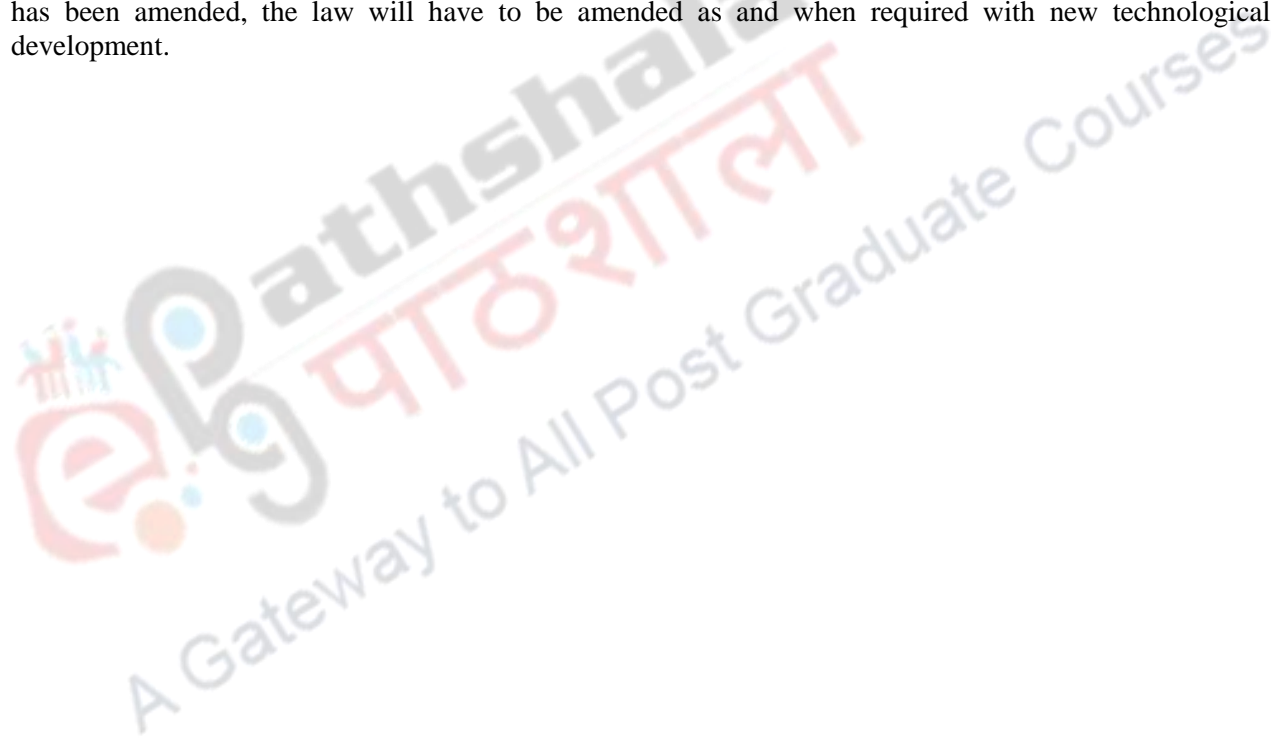 has been amended, the law will have to be amended as and when required with new technological
development.
athshala
पाठशाला
A Gateway to All Post Graduate Courses